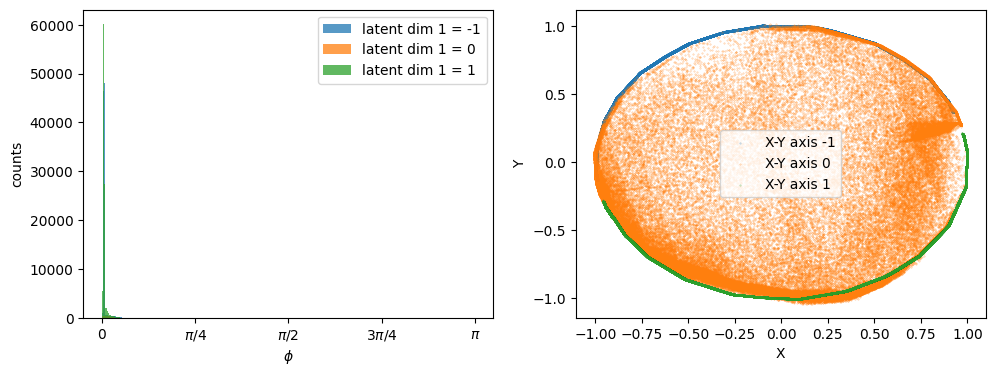 60000
50000
40000
30000
20000
10000
0
counts
latent dim 1 = -1
latent dim 1 = 0
latent dim 1 = 1
0
π/4
π/2
3π/4
π
ϕ
1.0
0.5
0.0
−0.5
−1.0
Y
X-Y axis -1
X-Y axis 0
X-Y axis 1
−1.00 −0.75 −0.50 −0.25 0.00 0.25 0.50 0.75 1.00
X